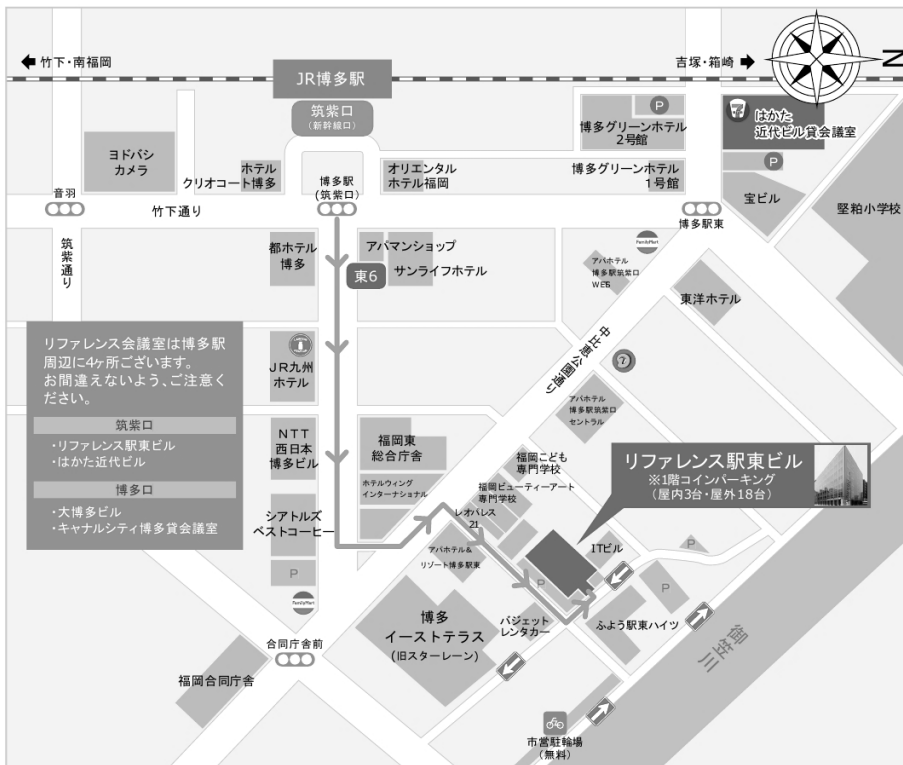 竹下・南福岡
JR博多駅
筑紫口
(新幹線口)
吉塚・箱崎
N
ヨドバシ
カメラ
ホテル
クリオコート博多
博多駅
(筑紫口)
オリエンタル
ホテル福岡
P
博多グリーンホテル
2号館
博多グリーンホテル
1号館
はかた
近代ビル貸会議室
P
宝ビル
堅粕小学校
音羽
竹下通り
博多駅東
筑紫通り
都ホテル
博多
東6
アパマンショップ
サンライフホテル
FamilyMart
アパホテル
博多駅筑紫口
WEST
東洋ホテル
リファレンス会議室は博多駅
周辺に4ヶ所ございます。
お間違えないよう、ご注意く
ださい。
筑紫口
・リファレンス駅東ビル
・はかた近代ビル
博多口
・大博多ビル
・キャナルシティ博多貸会議室
JR九州
ホテル
中比恵公園通り
7
アパホテル
博多駅筑紫口
セントラル
NTT
西日本
博多ビル
福岡東
総合庁舎
ホテルウィング
インターナショナル
福岡こども
専門学校
福岡ビューティーアート
専門学校
レオパレス
21
リファレンス駅東ビル
※1階コインパーキング
(屋内3台・屋外18台)
シアトルズ
ベストコーヒー
P
FamilyMart
アパホテル&
リゾート博多駅東
ITビル
P
P
P
博多
イーストテラス
(旧スターレーン)
バジェット
レンタカー
ふよう駅東ハイツ
御笠川
合同庁舎前
福岡合同庁舎
市営駐輪場
(無料)